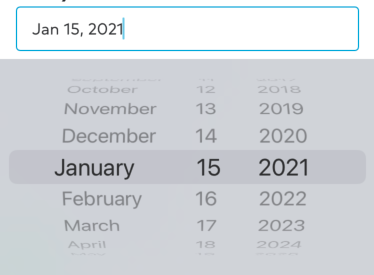 Jan 15, 2021
October 12 2018
November 13 2019
December 14 2020
January 15 2021
February 16 2022
March 17 2023
April 18 2024